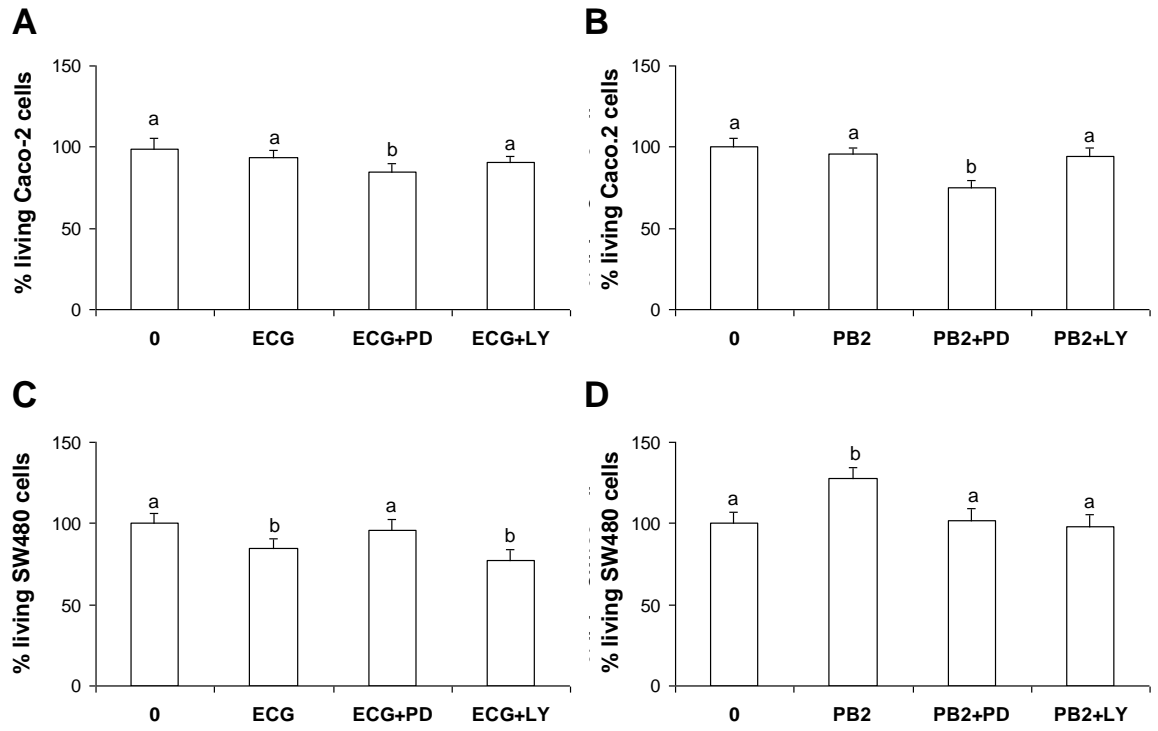 A
% living Caco-2 cells
150
100
50
0
a
a
b
a
0 ECG ECG+PD ECG+LY
B
% living Caco.2 cells
150
100
50
0
a
a
b
a
0 PB2 PB2+PD PB2+LY
C
% living SW480 cells
150
100
50
0
a
b
a
b
0 ECG ECG+PD ECG+LY
D
% living SW480 cells
150
100
50
0
a
b
a
a
0 PB2 PB2+PD PB2+LY